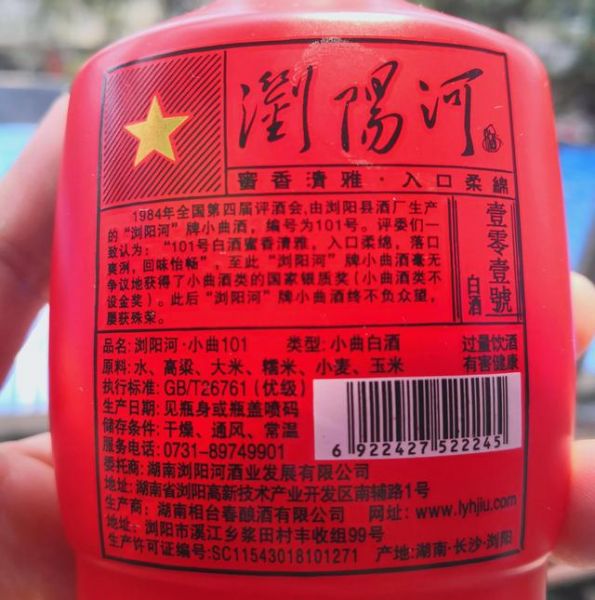 瀏陽河
蜜香清雅·入口柔綿
1984年全国第四届评酒会,由浏阳县酒厂生产
的“浏阳河”牌小曲酒,编号为101号。评委们一
致认为:“101号白酒蜜香清雅,入口柔绵,落口
爽洌,回味怡畅”,至此“浏阳河”牌小曲酒毫无
争议地获得了小曲酒类的国家银质奖(小曲酒类不
设金奖)。此后“浏阳河”牌小曲酒终不负众望,
屡获殊荣。
壹零壹號
白酒
品名:浏阳河·小曲101 类型:小曲白酒
原料:水、高粱、大米、糯米、小麦、玉米
执行标准:GB/T26761(优级)
生产日期:见瓶身或瓶盖喷码
储存条件:干燥、通风、常温
服务电话:0731-89749901
过量饮酒
有害健康
6 922427 522245
委托商:湖南浏阳河酒业发展有限公司
地址:湖南省浏阳高新技术产业开发区南辅路1号
生产商:湖南相台春酿酒有限公司 网址:www.lyhjiu.com
地址:浏阳市溪江乡浆田村丰收组99号
生产许可证编号:SC11543018101271 产地:湖南·长沙·浏阳